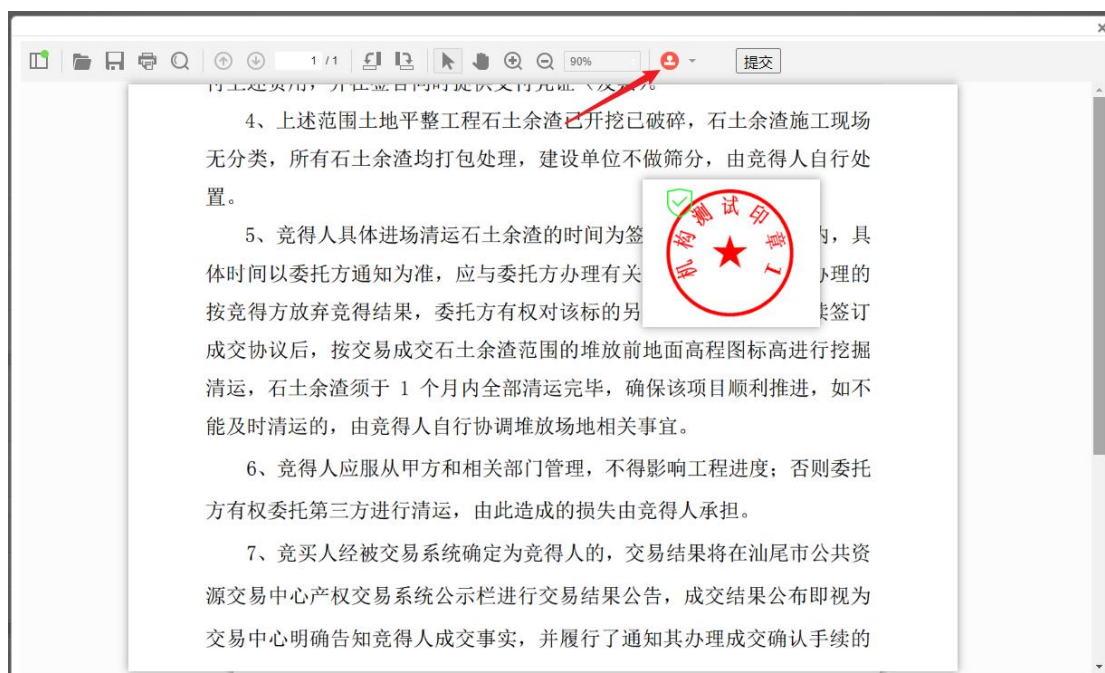 1 / 1
90%
提交
4、上述范围土地平整工程石土余渣已开挖已破碎，石土余渣施工现场
无分类，所有石土余渣均打包处理，建设单位不做筛分，由竞得人自行处
置。
5、竞得人具体进场清运石土余渣的时间为签
内，具
体时间以委托方通知为准，应与委托方办理有关
办理的
按竞得方放弃竞得结果，委托方有权对该标的另
续签订
机构测试印章1
成交协议后，按交易成交石土余渣范围的堆放前地面高程图标高进行挖掘
清运，石土余渣须于 1 个月内全部清运完毕，确保该项目顺利推进，如不
能及时清运的，由竞得人自行协调堆放场地相关事宜。
6、竞得人应服从甲方和相关部门管理，不得影响工程进度；否则委托
方有权委托第三方进行清运，由此造成的损失由竞得人承担。
7、竞买人经被交易系统确定为竞得人的，交易结果将在汕尾市公共资
源交易中心产权交易系统公示栏进行交易结果公告，成交结果公布即视为
交易中心明确告知竞得人成交事实，并履行了通知其办理成交确认手续的